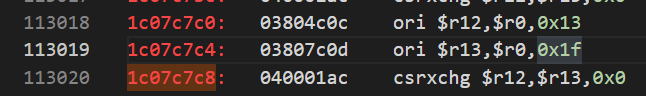 113018 1c07c7c0: 03804c0c ori $r12,$r0,0x13
113019 1c07c7c4: 03807c0d ori $r13,$r0,0x1f
113020 1c07c7c8: 040001ac csrxchg $r12,$r13,0x0